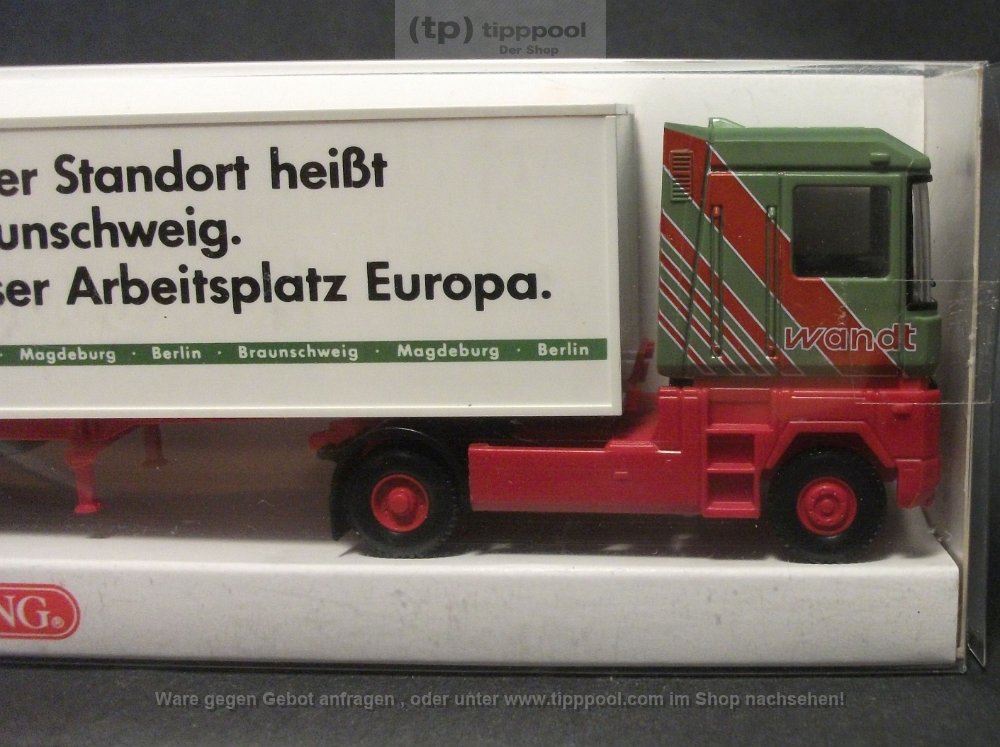 (tp) tipppool
Der Shop
er Standort heißt
unschweig.
ser Arbeitsplatz Europa.
· Magdeburg · Berlin · Braunschweig · Magdeburg · Berlin
wandt
NG®
Ware gegen Gebot anfragen , oder unter www.tipppool.com im Shop nachsehen!